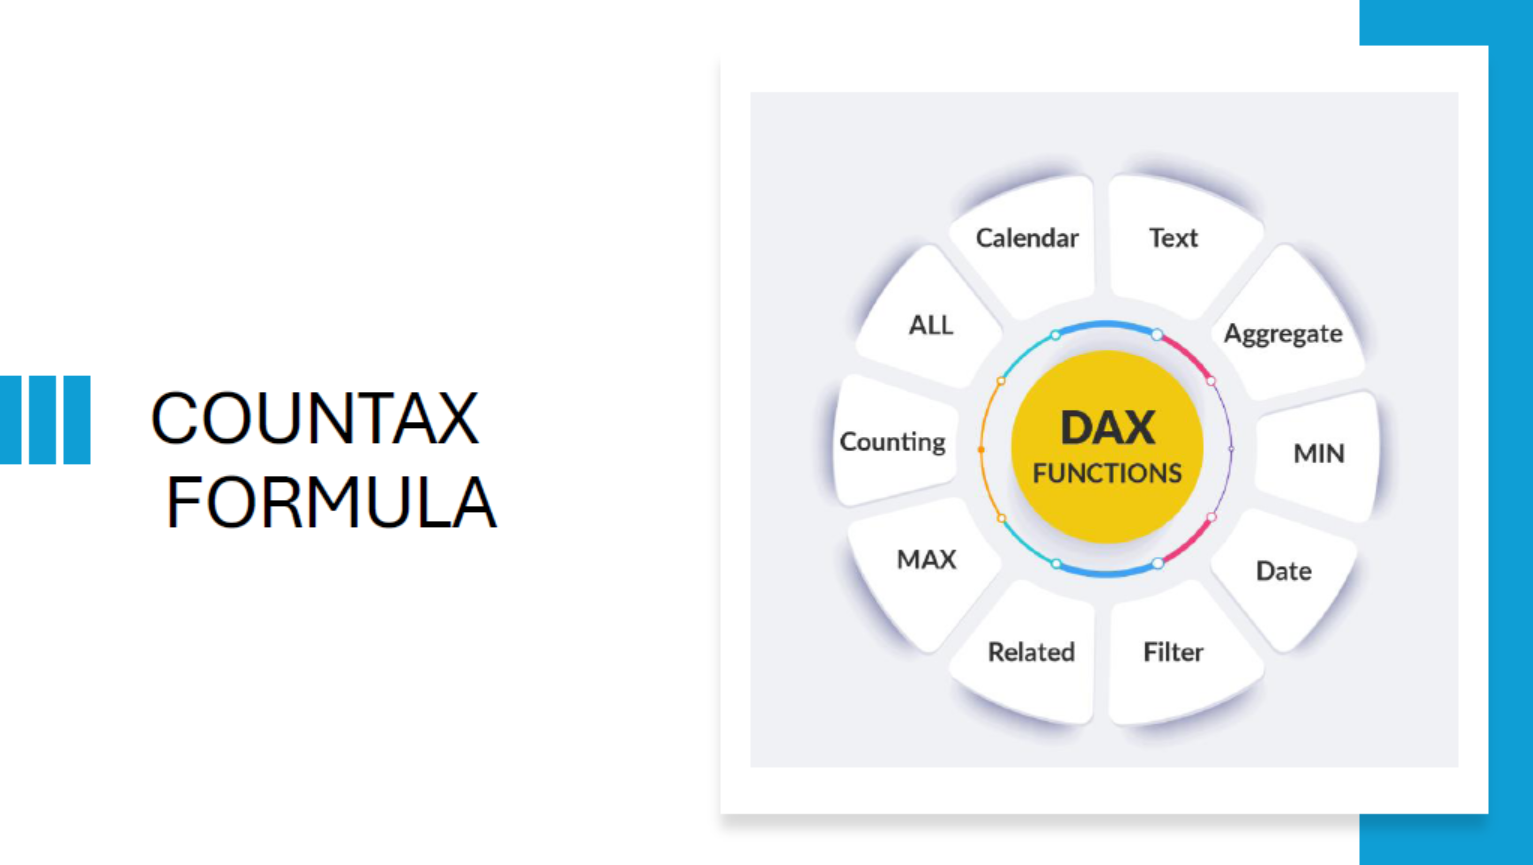 COUNTAX
FORMULA
Calendar
Text
ALL
Aggregate
Counting
DAX
FUNCTIONS
MIN
MAX
Date
Related
Filter